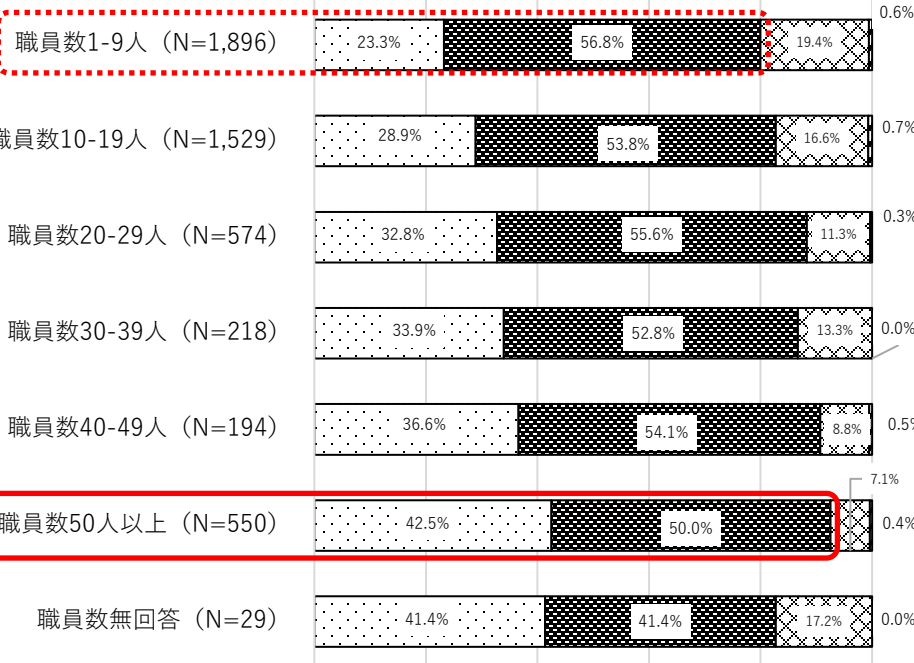 0.6%
職員数1-9人（N=1,896） 23.3% 56.8% 19.4%
職員数10-19人（N=1,529） 28.9% 53.8% 16.6% 0.7%
職員数20-29人（N=574） 32.8% 55.6% 11.3% 0.3%
職員数30-39人（N=218） 33.9% 52.8% 13.3% 0.0%
職員数40-49人（N=194） 36.6% 54.1% 8.8% 0.5%
7.1%
職員数50人以上（N=550） 42.5% 50.0% 0.4%
職員数無回答（N=29） 41.4% 41.4% 17.2% 0.0%